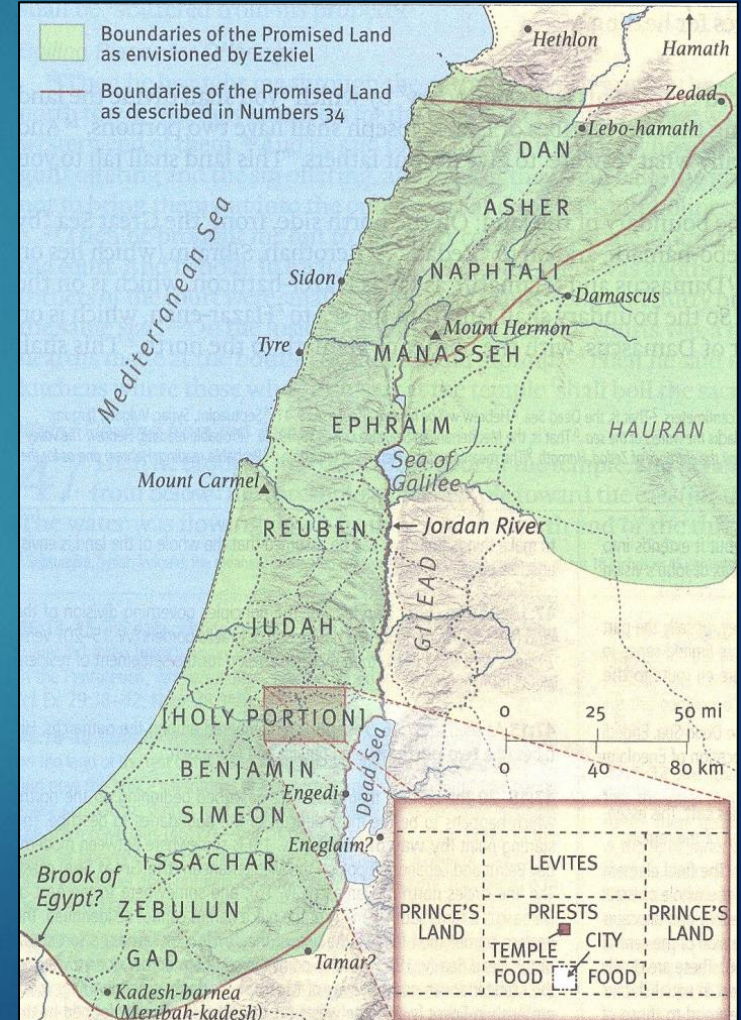 Boundaries of the Promised Land
as envisioned by Ezekiel
Boundaries of the Promised Land
as described in Numbers 34
Hethlon
Hamath
Zedad
Lebo-hamath
DAN
ASHER
Mediterranean Sea
NAPHTALI
Sidon
Damascus
Mount Hermon
Tyre
MANASSEH
EPHRAIM
HAURAN
Sea of
Galilee
Mount Carmel
REUBEN
Jordan River
GILEAD
JUDAH
[HOLY PORTION]
0 25 50 mi
0 40 80 km
Dead Sea
BENJAMIN
Engedi
SIMEON
Eneglaim?
ISSACHAR
Brook of
Egypt?
ZEBULUN
GAD
Tamar?
Kadesh-barnea
(Meribah-kadesh)
LEVITES
PRINCE'S
LAND
PRIESTS
PRINCE'S
LAND
TEMPLE
CITY
FOOD
FOOD